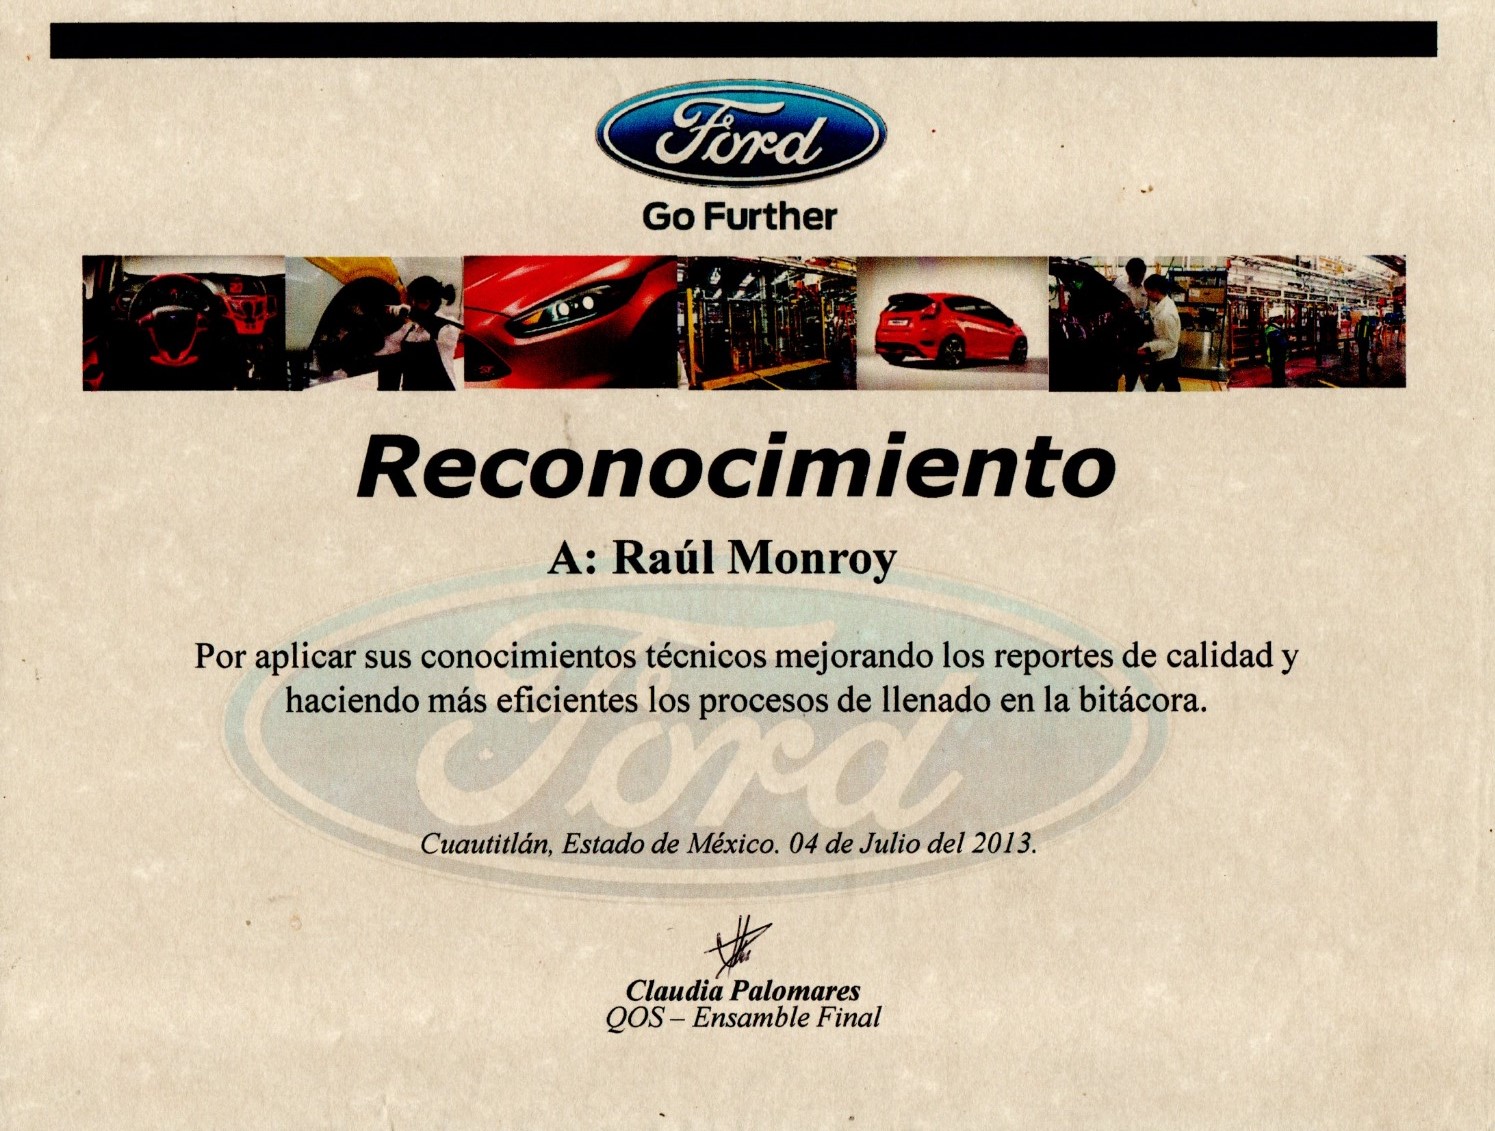 Ford
Go Further
Reconocimiento
A: Raúl Monroy
Por aplicar sus conocimientos técnicos mejorando los reportes de calidad y
haciendo más eficientes los procesos de llenado en la bitácora.
Ford
Cuautitlán, Estado de México. 04 de Julio del 2013.
Claudia Palomares
QOS – Ensamble Final